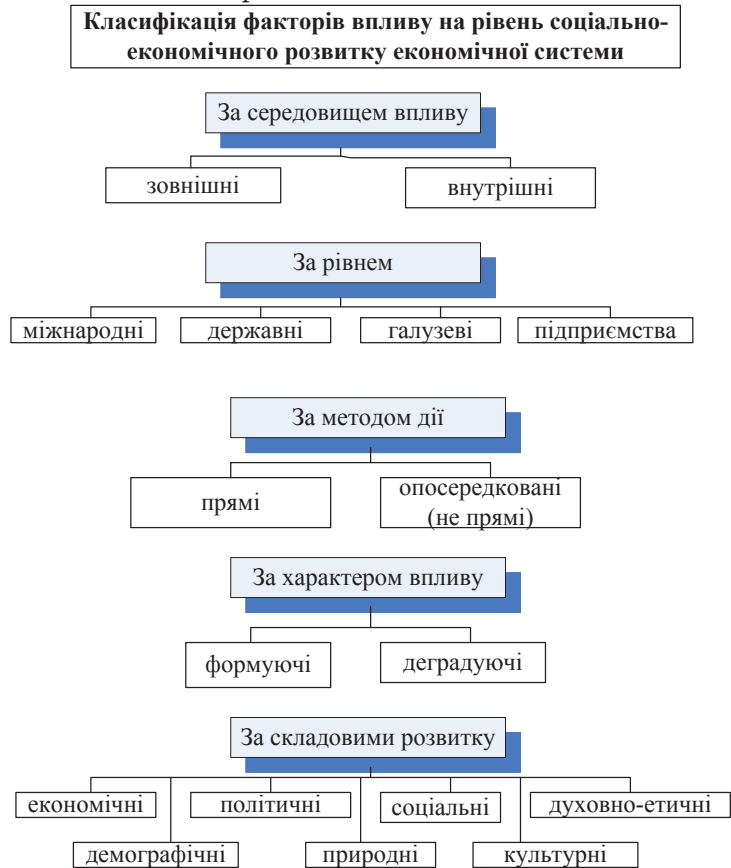 Класифікація факторів впливу на рівень соціально-
економічного розвитку економічної системи
За середовищем впливу
зовнішні
внутрішні
За рівнем
міжнародні
державні
галузеві
підприємства
За методом дії
прямі
опосередковані
(не прямі)
За характером впливу
формуючі
деградуючі
За складовими розвитку
економічні
політичні
соціальні
духовно-етичні
демографічні
природні
культурні